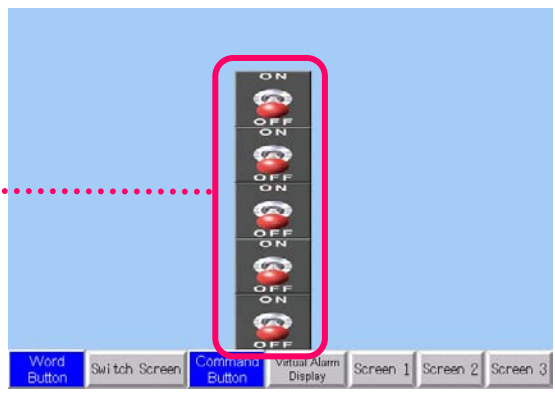 ON
OFF
ON
OFF
ON
OFF
ON
OFF
ON
OFF
Word
Button
Switch Screen
Command
Button
Virtual Alarm
Display
Screen 1
Screen 2
Screen 3